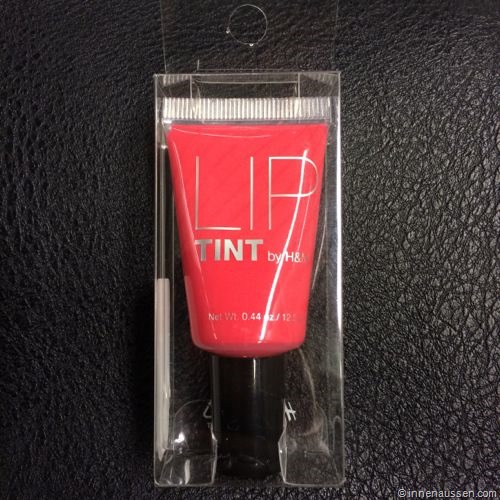 LIP
TINT by H&M
Net Wt. 0.44 oz./ 12.
@innenaussen.com